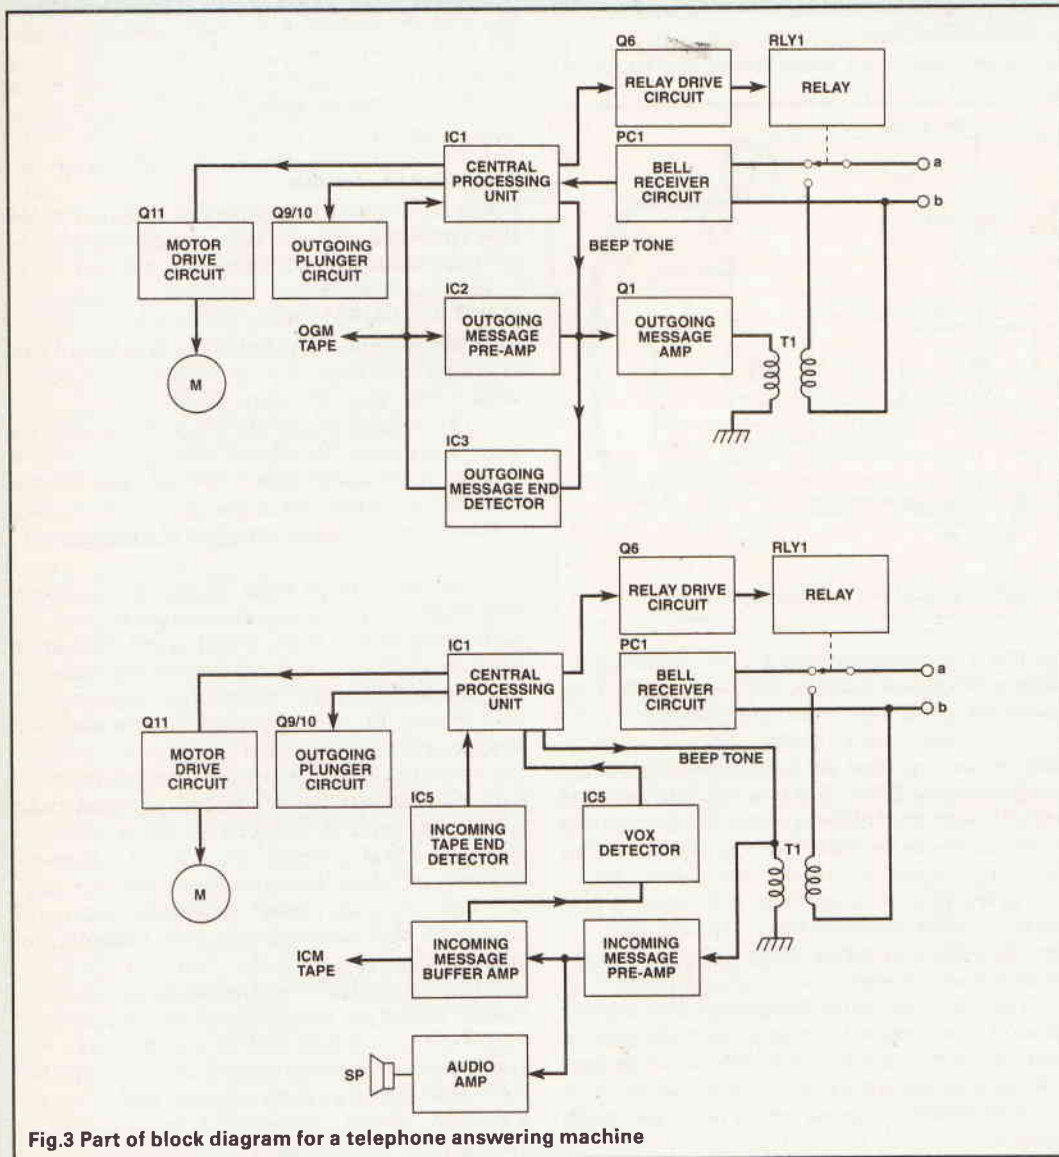 Q6
RELAY DRIVE
CIRCUIT
RLY1
RELAY
IC1
CENTRAL
PROCESSING
UNIT
PC1
BELL
RECEIVER
CIRCUIT
a
b
Q11
MOTOR
DRIVE
CIRCUIT
Q9/10
OUTGOING
PLUNGER
CIRCUIT
BEEP TONE
OGM
TAPE
IC2
OUTGOING
MESSAGE
PRE-AMP
Q1
OUTGOING
MESSAGE
AMP
T1
M
IC3
OUTGOING
MESSAGE END
DETECTOR
Q6
RELAY DRIVE
CIRCUIT
RLY1
RELAY
IC1
CENTRAL
PROCESSING
UNIT
PC1
BELL
RECEIVER
CIRCUIT
a
b
Q11
MOTOR
DRIVE
CIRCUIT
Q9/10
OUTGOING
PLUNGER
CIRCUIT
BEEP TONE
IC5
INCOMING
TAPE END
DETECTOR
IC5
VOX
DETECTOR
T1
M
ICM
TAPE
INCOMING
MESSAGE
BUFFER AMP
INCOMING
MESSAGE
PRE-AMP
SP
AUDIO
AMP
Fig.3 Part of block diagram for a telephone answering machine